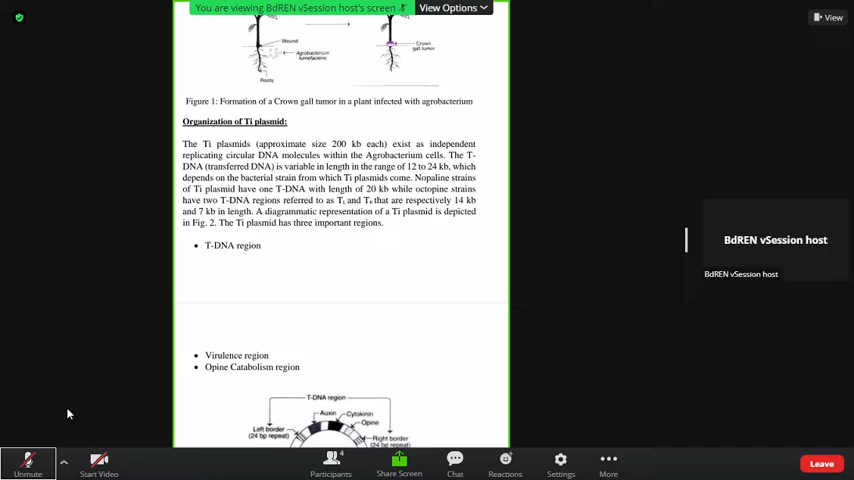 You are viewing BdREN vSession host's screen
View Options
View
Wound
Agrobacterium
tumefaciens
Roots
Crown
gall tumor
Figure 1: Formation of a Crown gall tumor in a plant infected with agrobacterium
Organization of Ti plasmid:
The Ti plasmids (approximate size 200 kb each) exist as independent
replicating circular DNA molecules within the Agrobacterium cells. The T-
DNA (transferred DNA) is variable in length in the range of 12 to 24 kb, which
depends on the bacterial strain from which Ti plasmids come. Nopaline strains
of Ti plasmid have one T-DNA with length of 20 kb while octopine strains
have two T-DNA regions referred to as TL and TR that are respectively 14 kb
and 7 kb in length. A diagrammatic representation of a Ti plasmid is depicted
in Fig. 2. The Ti plasmid has three important regions.
• T-DNA region
• Virulence region
• Opine Catabolism region
T-DNA region
Auxin
Cytokinin
Opine
Left border
(24 bp repeat)
Right border
(24 bp repeat)
BdREN vSession host
BdREN vSession host
Unmute
Start Video
4
Participants
Share Screen
Chat
Reactions
Settings
More
Leave